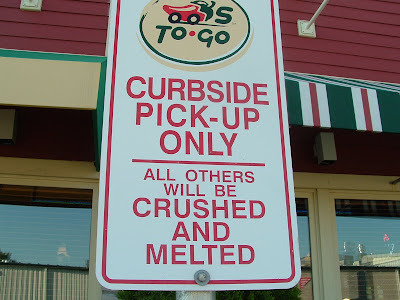 'S
TO•GO
CURBSIDE
PICK-UP
ONLY
ALL OTHERS
WILL BE
CRUSHED
AND
MELTED